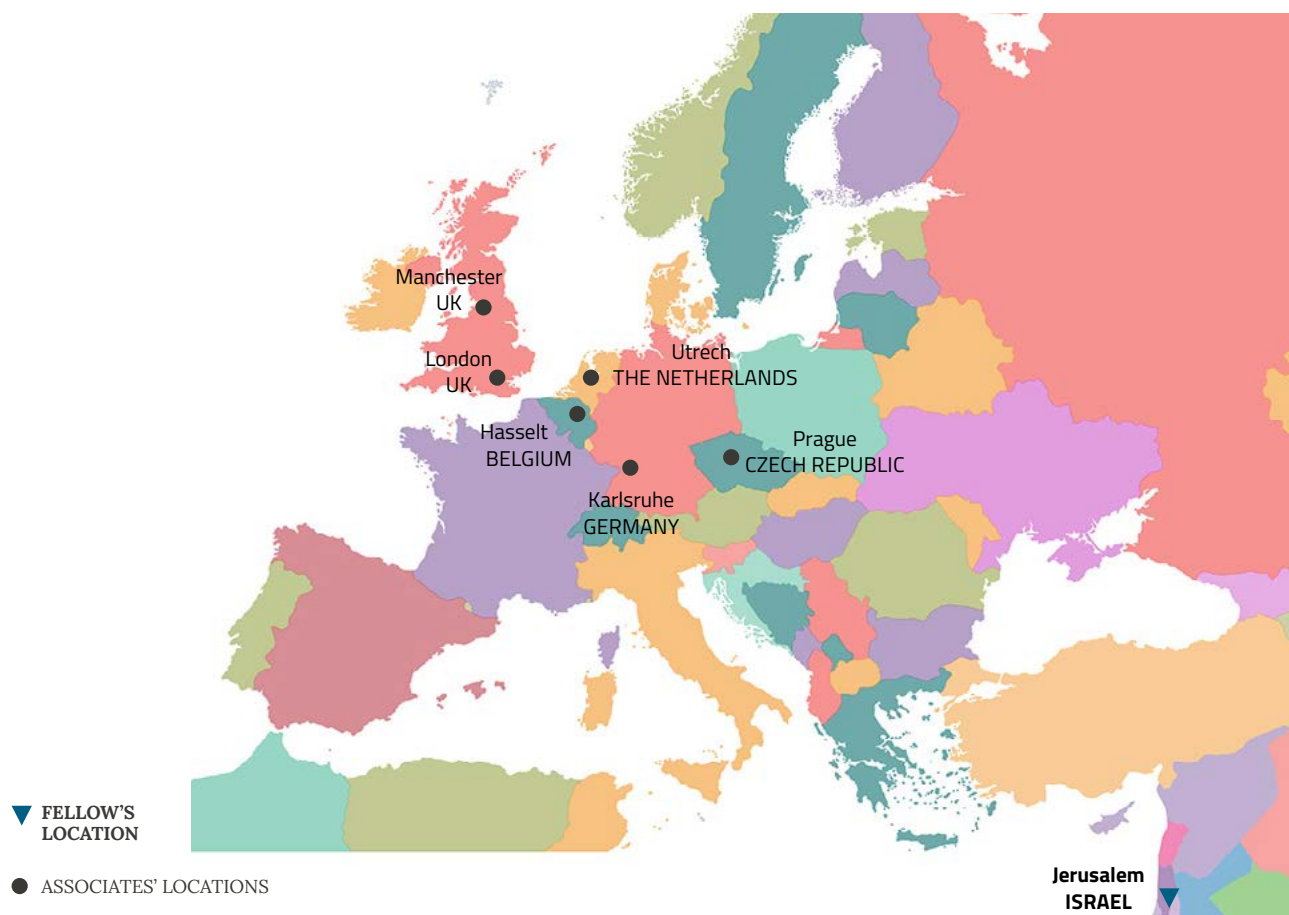 Manchester
UK
London
UK
Utrech
THE NETHERLANDS
Hasselt
BELGIUM
Prague
CZECH REPUBLIC
Karlsruhe
GERMANY
FELLOW'S
LOCATION
ASSOCIATES' LOCATIONS
Jerusalem
ISRAEL